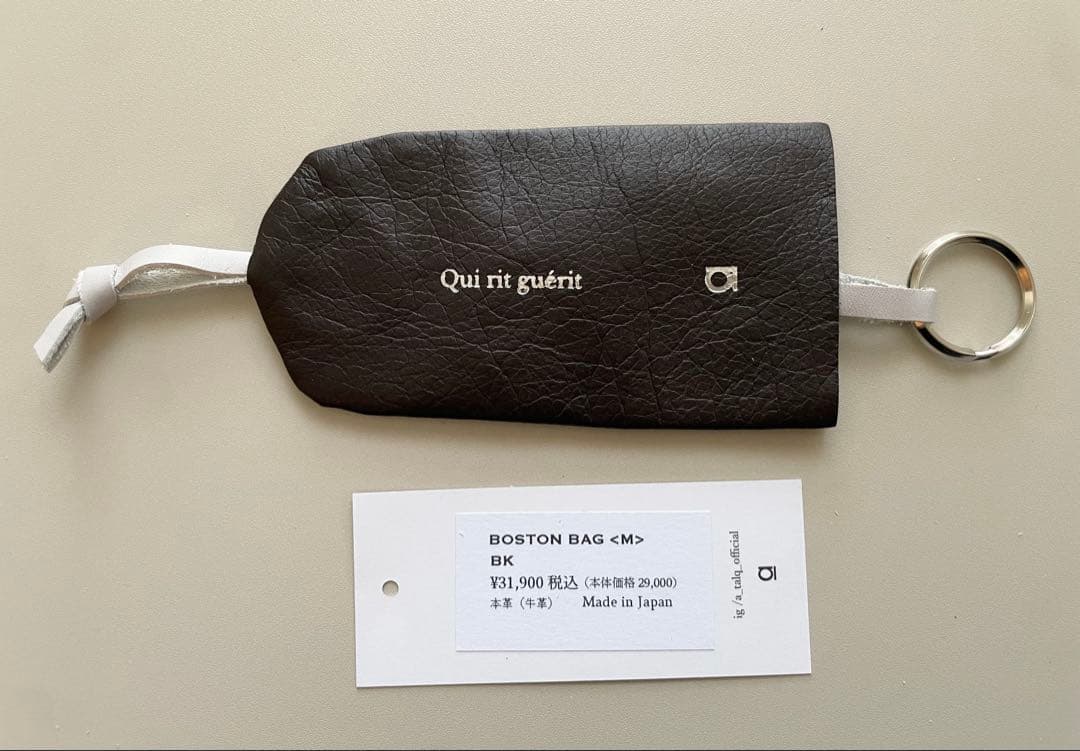 Qui rit guérit
a
BOSTON BAG <M>
BK
¥31,900 税込（本体価格 29,000）
本革（牛革） Made in Japan
ig /a_talq_official
a